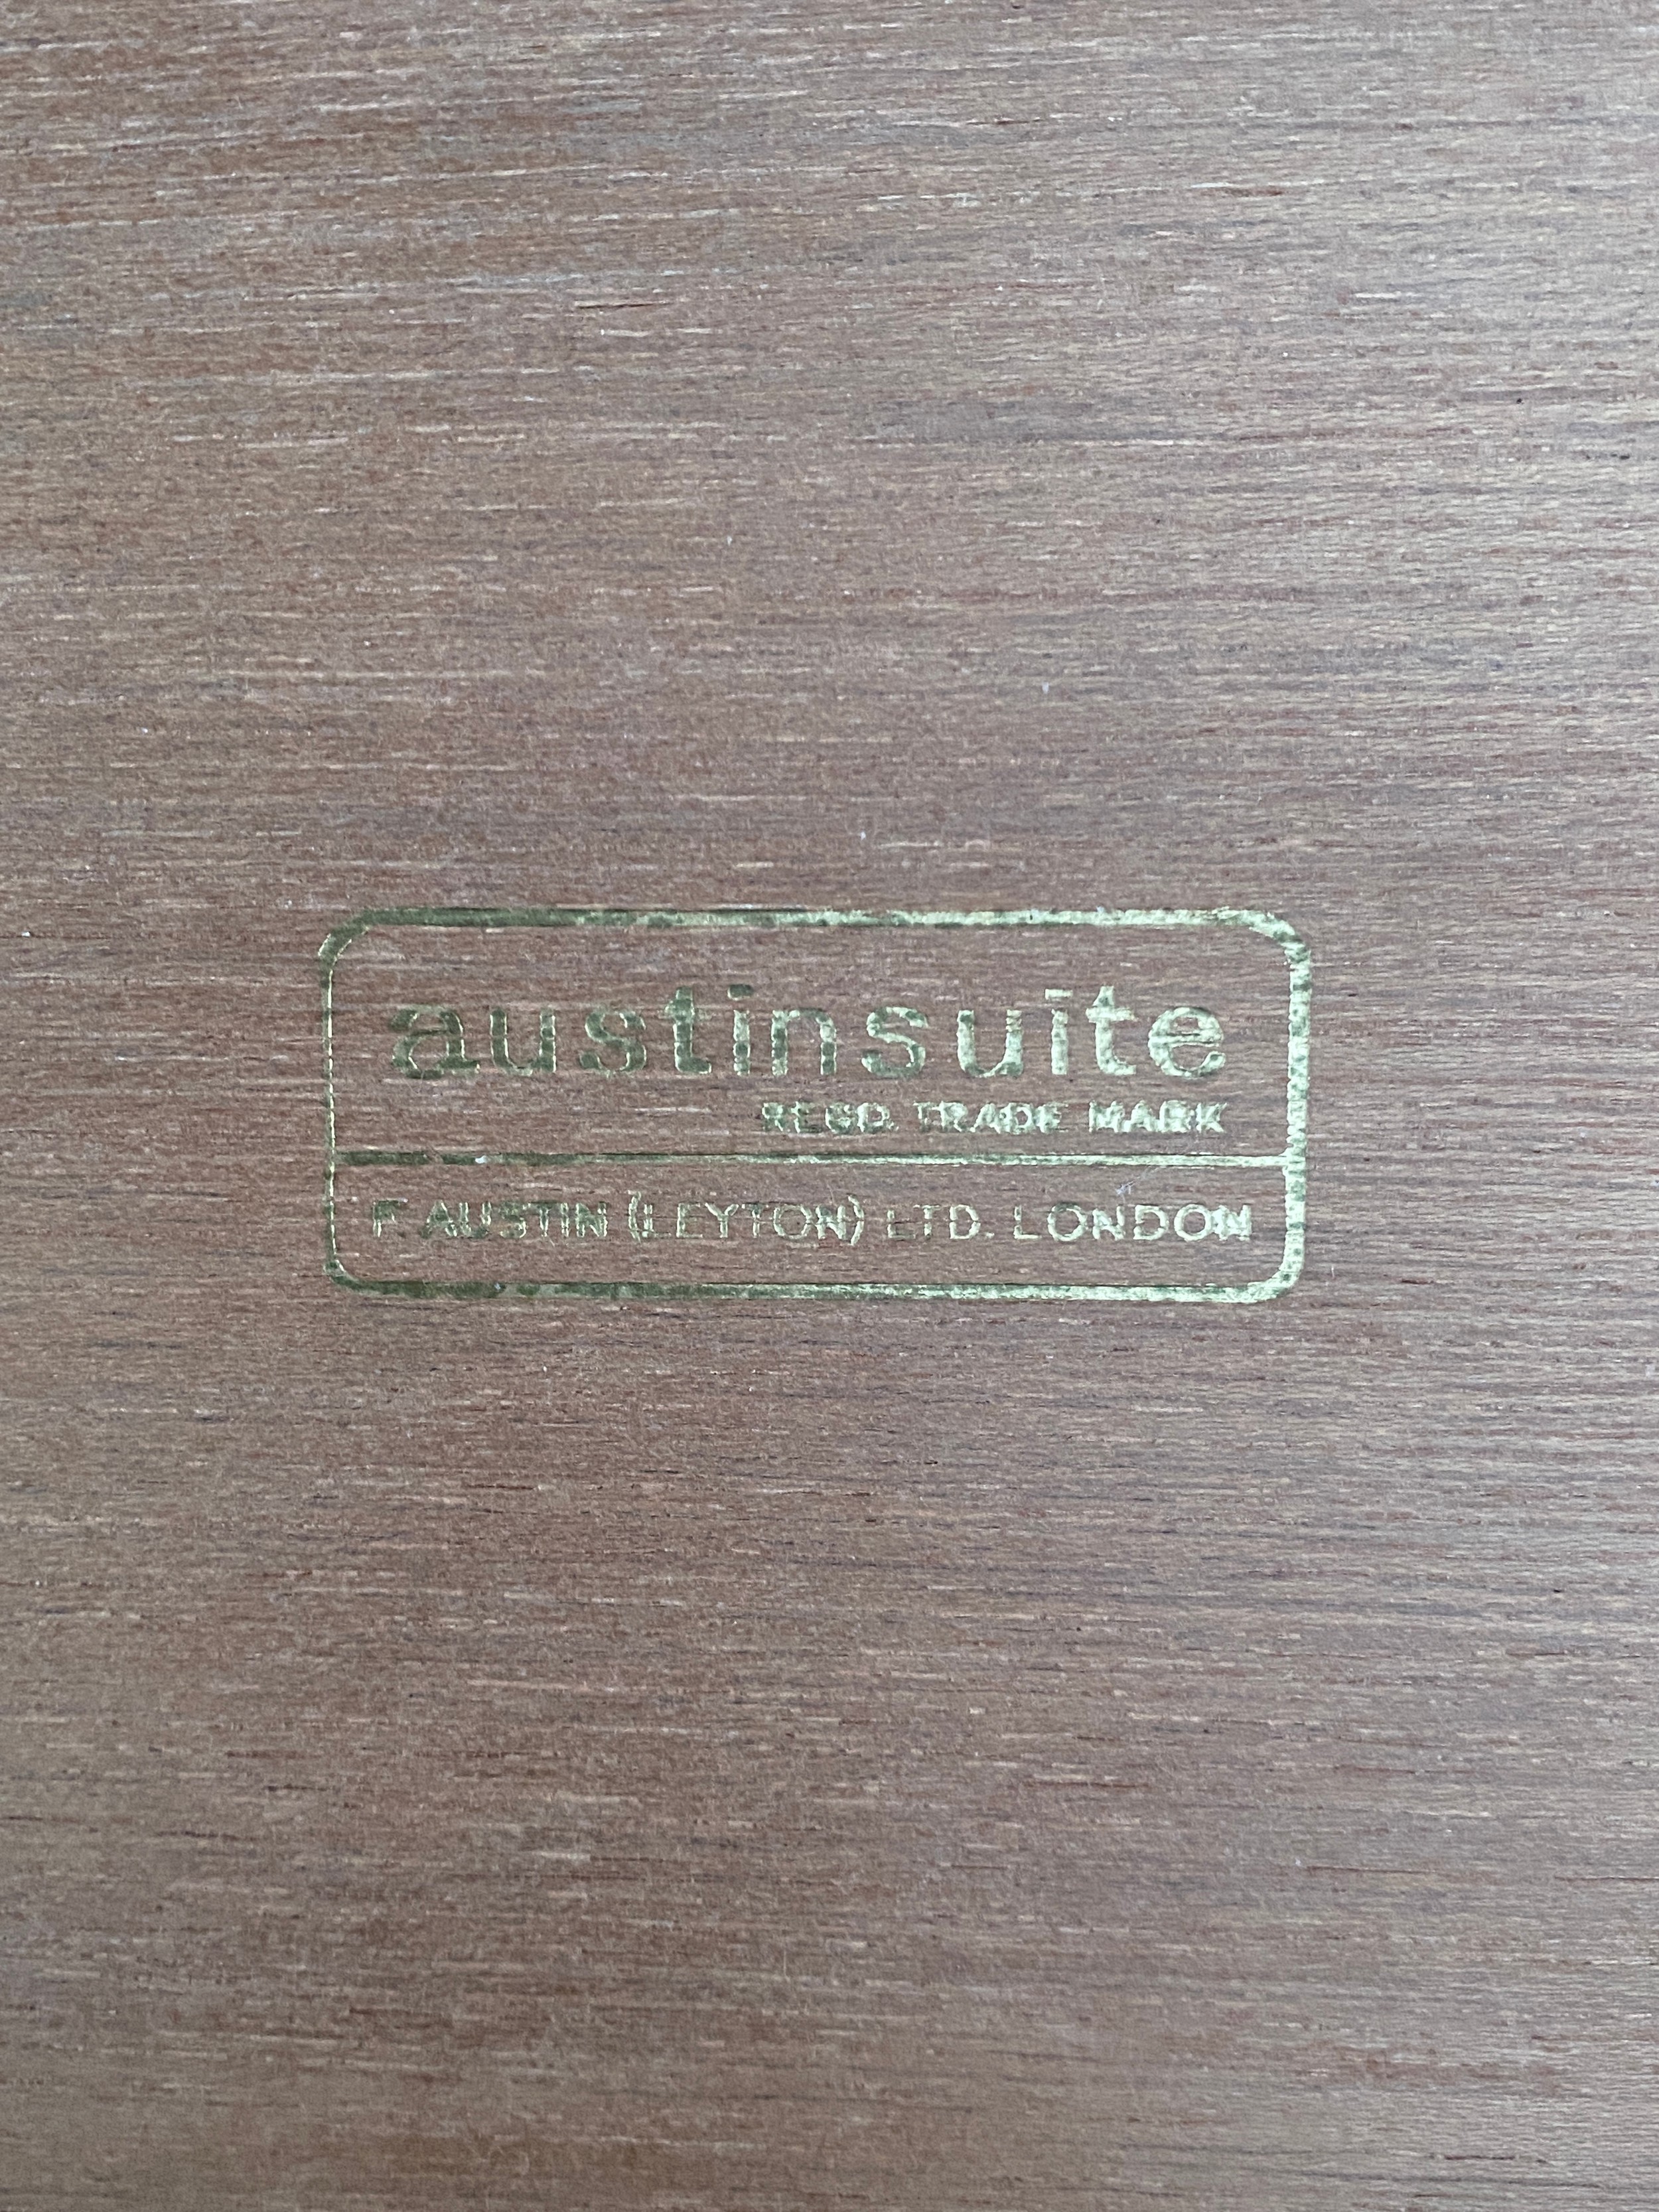 austinsuite
REGD. TRADE MARK
F. AUSTIN (LEYTON) LTD. LONDON